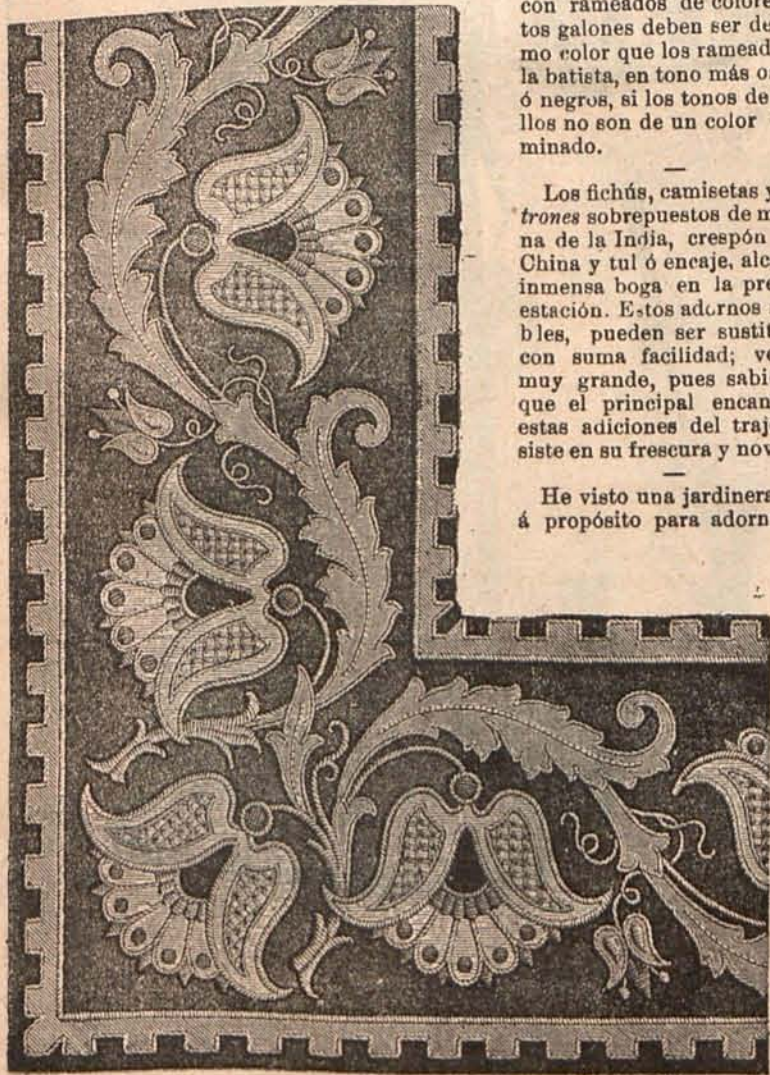 con rameados de colore
tos galones deben ser de
mo color que los ramead
la batista, en tono más o
ó negros, si los tonos de
llos no son de un color
minado.
Los fichús, camisetas y
trones sobrepuestos de m
na de la India, crespón
China y tul ó encaje, alc
inmensa boga en la pre
estación. Estos adornos
bles, pueden ser sustit
con suma facilidad; ve
muy grande, pues sabi
que el principal encan
estas adiciones del traj
siste en su frescura y nov
He visto una jardinera
á propósito para adorn